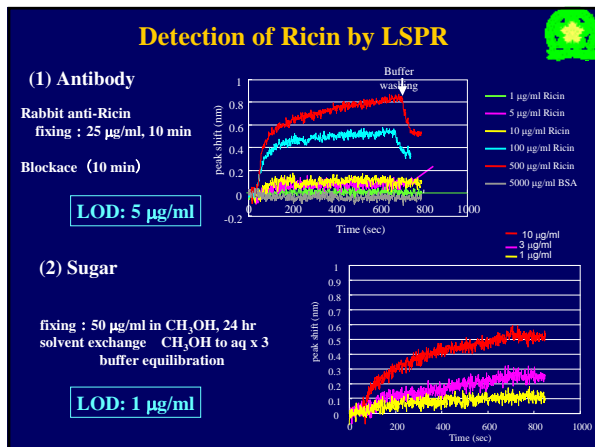 Detection of Ricin by LSPR
(1) Antibody
Rabbit anti-Ricin
fixing : 25 μg/ml, 10 min
Blockace (10 min)
LOD: 5 μg/ml
Buffer
washing
peak shift (nm)
1
0.8
0.6
0.4
0.2
0
-0.2
0
200
400
600
800
1000
Time (sec)
1 μg/ml Ricin
5 μg/ml Ricin
10 μg/ml Ricin
100 μg/ml Ricin
500 μg/ml Ricin
5000 μg/ml BSA
(2) Sugar
fixing : 50 μg/ml in CH₃OH, 24 hr
solvent exchange CH₃OH to aq x 3
buffer equilibration
LOD: 1 μg/ml
10 μg/ml
3 μg/ml
1 μg/ml
peak shift (nm)
1
0.9
0.8
0.7
0.6
0.5
0.4
0.3
0.2
0.1
0
0
200
400
600
800
1000
Time (sec)